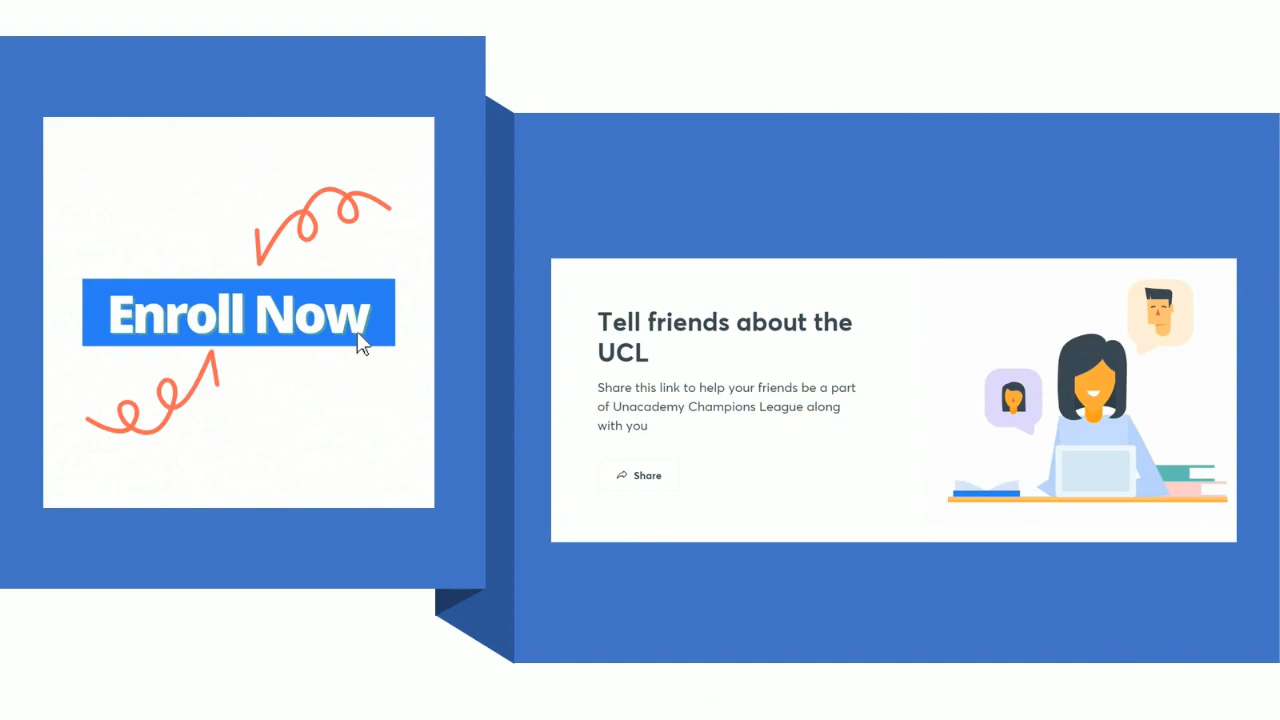 Enroll Now
Tell friends about the
UCL
Share this link to help your friends be a part
of Unacademy Champions League along
with you
Share